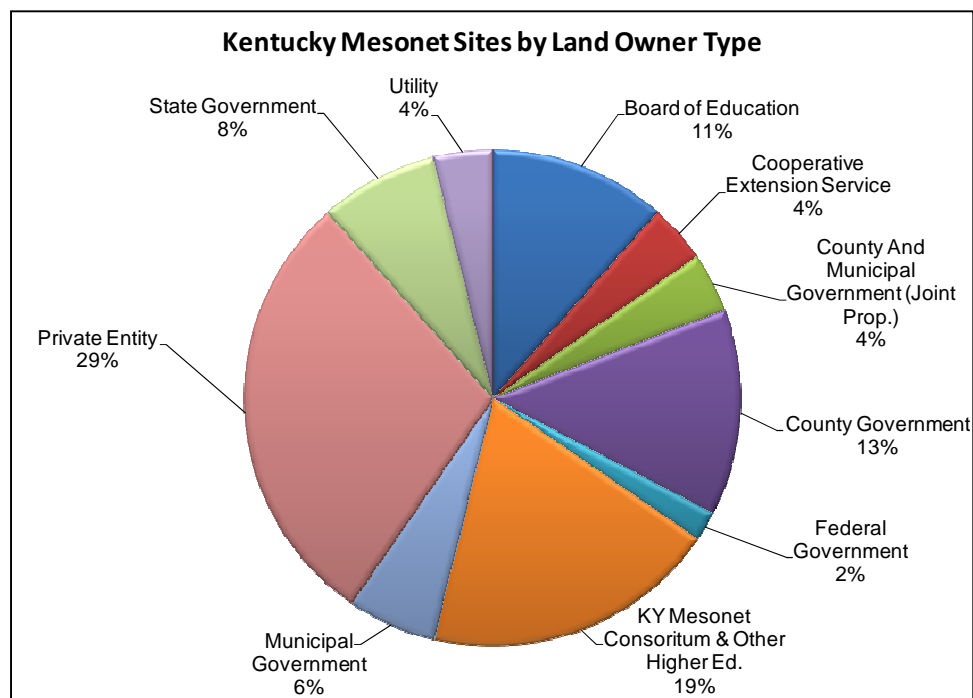 Kentucky Mesonet Sites by Land Owner Type
Utility
4%
State Government
8%
Board of Education
11%
Cooperative
Extension Service
4%
County And
Municipal
Government (Joint
Prop.)
4%
Private Entity
29%
County Government
13%
Federal
Government
2%
KY Mesonet
Consoritum & Other
Higher Ed.
19%
Municipal
Government
6%